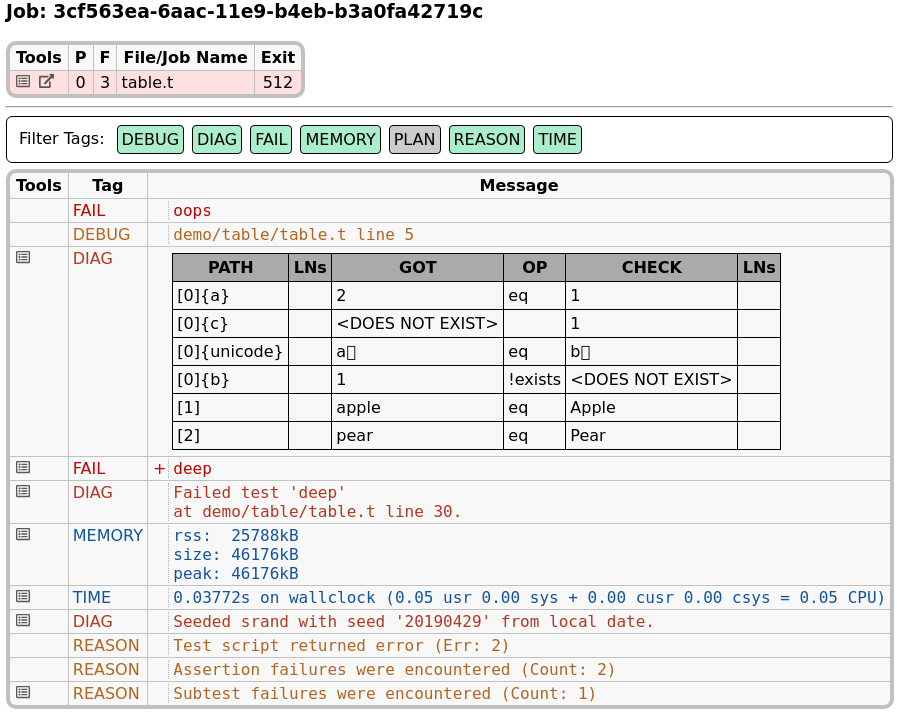 Job: 3cf563ea-6aac-11e9-b4eb-b3a0fa42719c
Tools P F File/Job Name Exit
0 3 table.t 512
Filter Tags: DEBUG DIAG FAIL MEMORY PLAN REASON TIME
Tools Tag Message
FAIL oops
DEBUG demo/table/table.t line 5
DIAG
PATH LNs GOT OP CHECK LNs
[0]{a} 2 eq 1
[0]{c} <DOES NOT EXIST> 1
[0]{unicode} a▯ eq b▯
[0]{b} 1 !exists <DOES NOT EXIST>
[1] apple eq Apple
[2] pear eq Pear
FAIL + deep
DIAG Failed test 'deep'
at demo/table/table.t line 30.
MEMORY rss: 25788kB
size: 46176kB
peak: 46176kB
TIME 0.03772s on wallclock (0.05 usr 0.00 sys + 0.00 cusr 0.00 csys = 0.05 CPU)
DIAG Seeded srand with seed '20190429' from local date.
REASON Test script returned error (Err: 2)
REASON Assertion failures were encountered (Count: 2)
REASON Subtest failures were encountered (Count: 1)